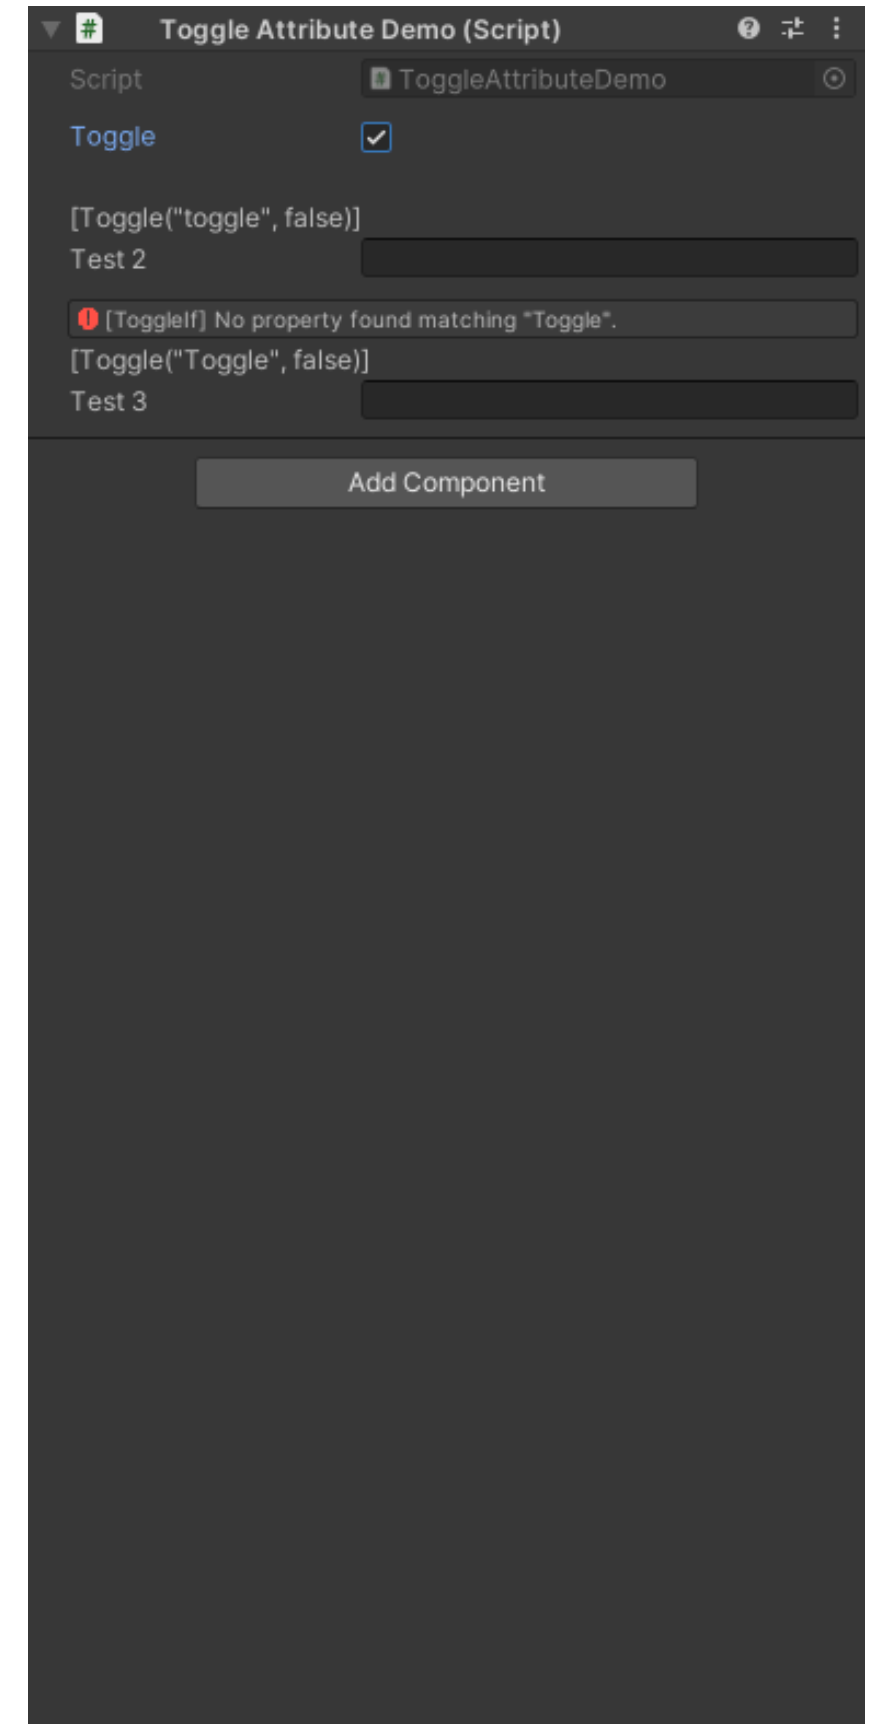 # Toggle Attribute Demo (Script)
Script # ToggleAttributeDemo
Toggle
[Toggle("toggle", false)]
Test 2
[ToggleIf] No property found matching "Toggle".
[Toggle("Toggle", false)]
Test 3
Add Component